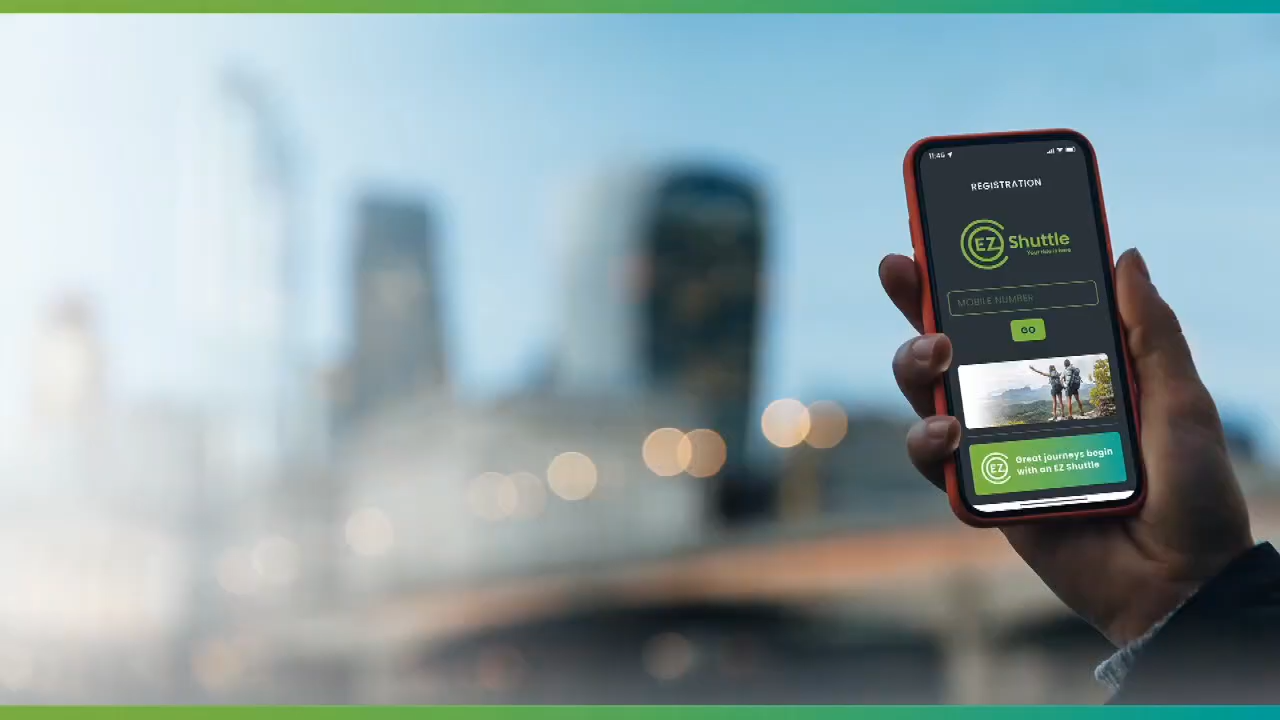 11:46
REGISTRATION
EZ Shuttle
Your ride is here
MOBILE NUMBER
GO
EZ
Great journeys begin
with an EZ Shuttle